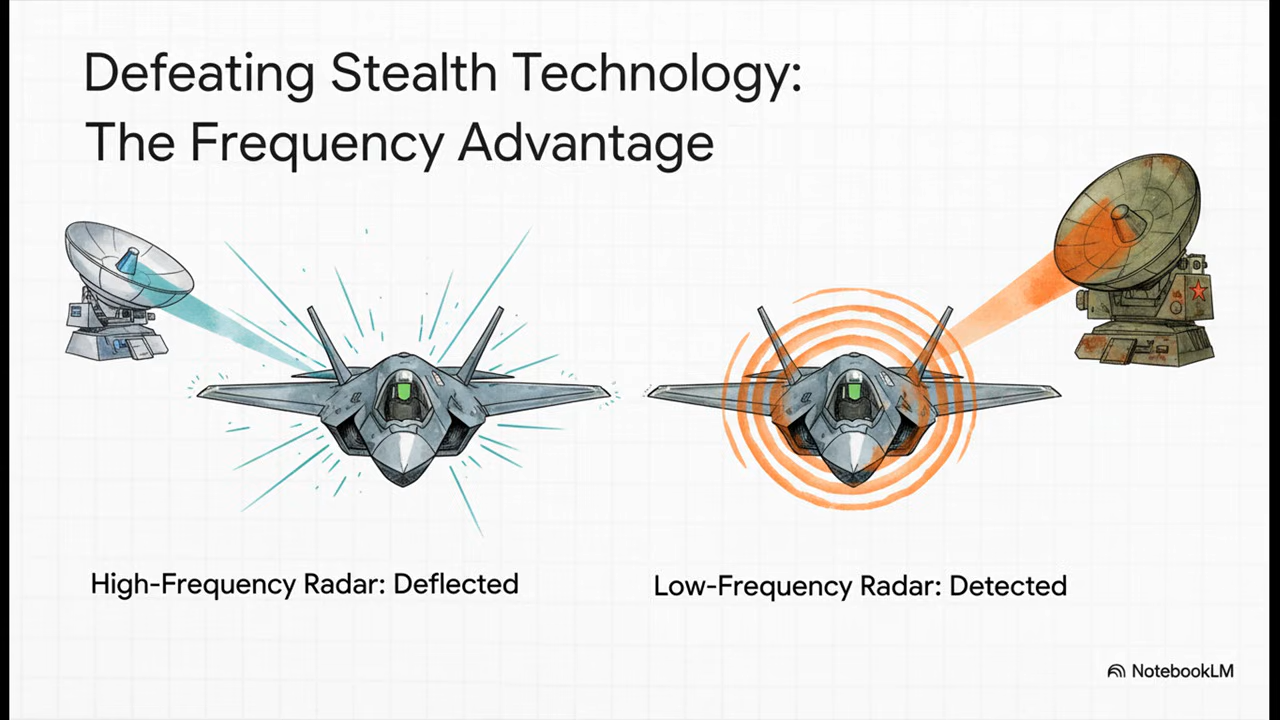 Defeating Stealth Technology:
The Frequency Advantage
High-Frequency Radar: Deflected
Low-Frequency Radar: Detected
NotebookLM